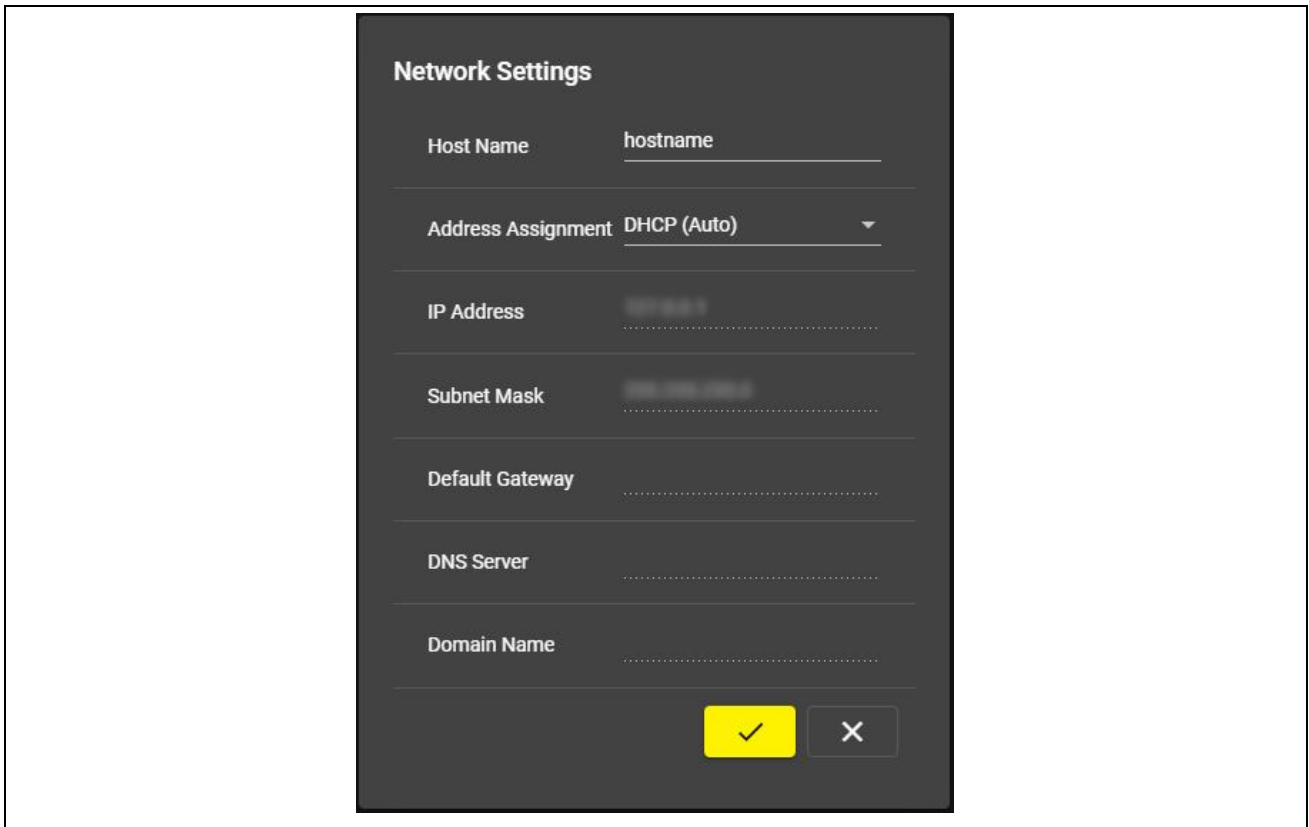 Network Settings
Host Name hostname
Address Assignment DHCP (Auto)
IP Address
Subnet Mask
Default Gateway
DNS Server
Domain Name